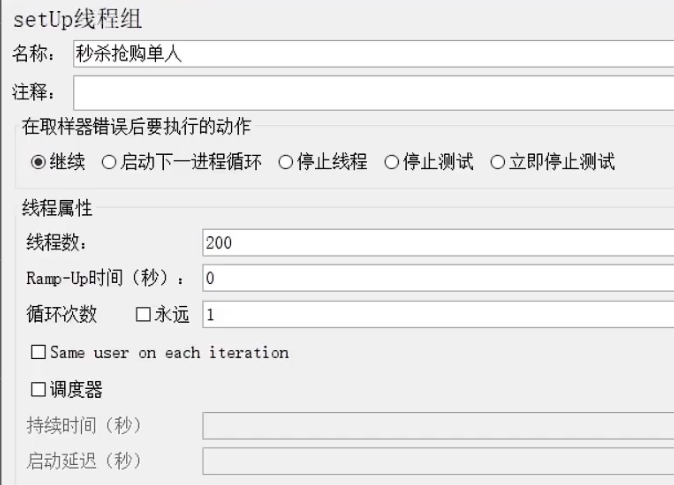 setUp线程组
名称： 秒杀抢购单人
注释：
在取样器错误后要执行的动作
继续 启动下一进程循环 停止线程 停止测试 立即停止测试
线程属性
线程数： 200
Ramp-Up时间（秒）： 0
循环次数 永远 1
Same user on each iteration
调度器
持续时间（秒）
启动延迟（秒）